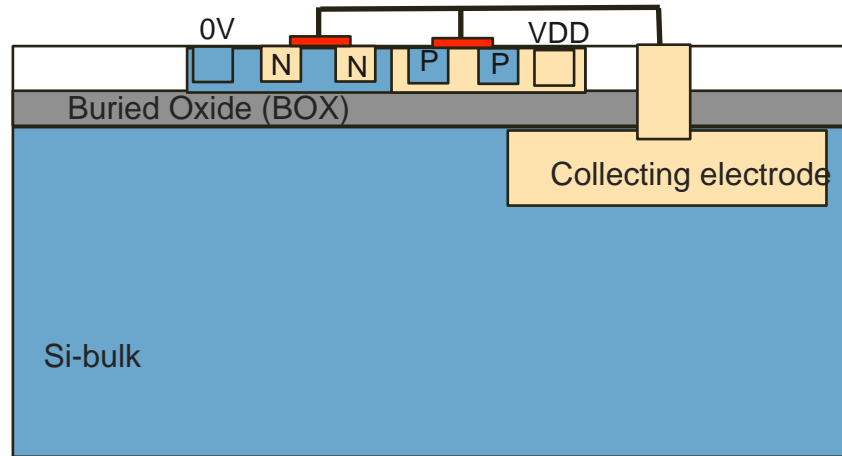 0V
VDD
N
N
P
P
Buried Oxide (BOX)
Collecting electrode
Si-bulk